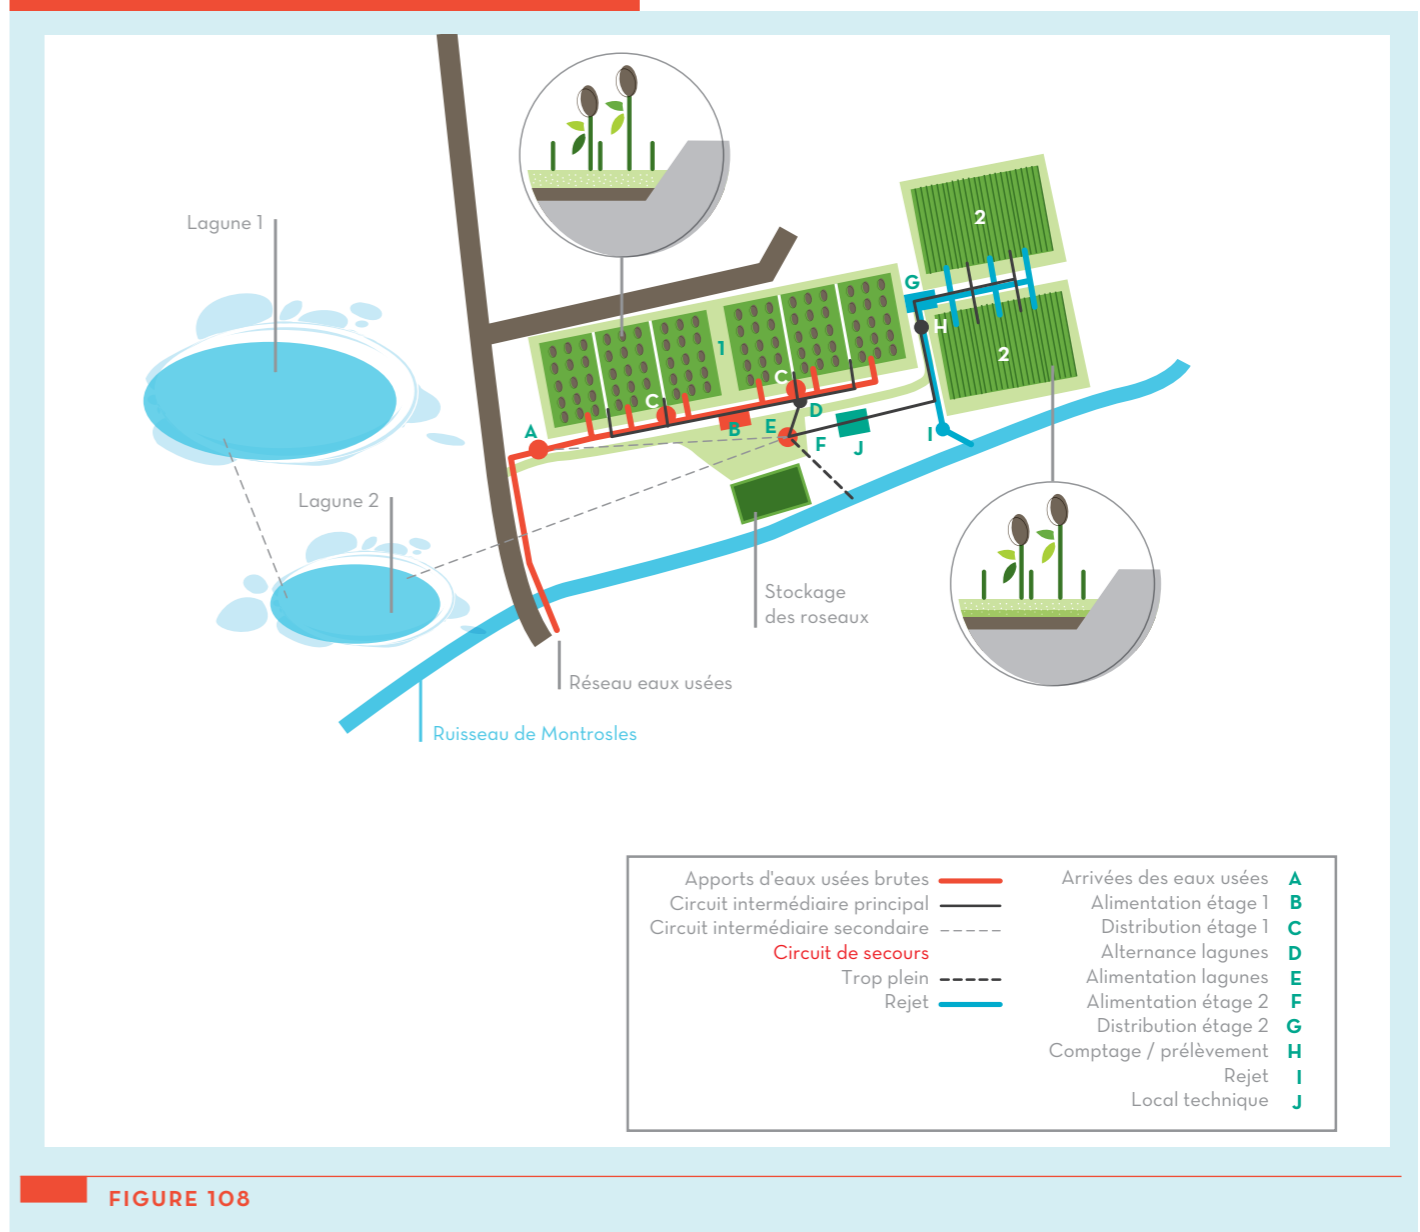 Lagune 1
Lagune 2
1
2
2
A
B
C
C
D
E
F
G
H
I
J
Stockage
des roseaux
Réseau eaux usées
Ruisseau de Montrosles
Apports d'eaux usées brutes
Circuit intermédiaire principal
Circuit intermédiaire secondaire
Circuit de secours
Trop plein
Rejet
Arrivées des eaux usées A
Alimentation étage 1 B
Distribution étage 1 C
Alternance lagunes D
Alimentation lagunes E
Alimentation étage 2 F
Distribution étage 2 G
Comptage / prélèvement H
Rejet I
Local technique J
FIGURE 108